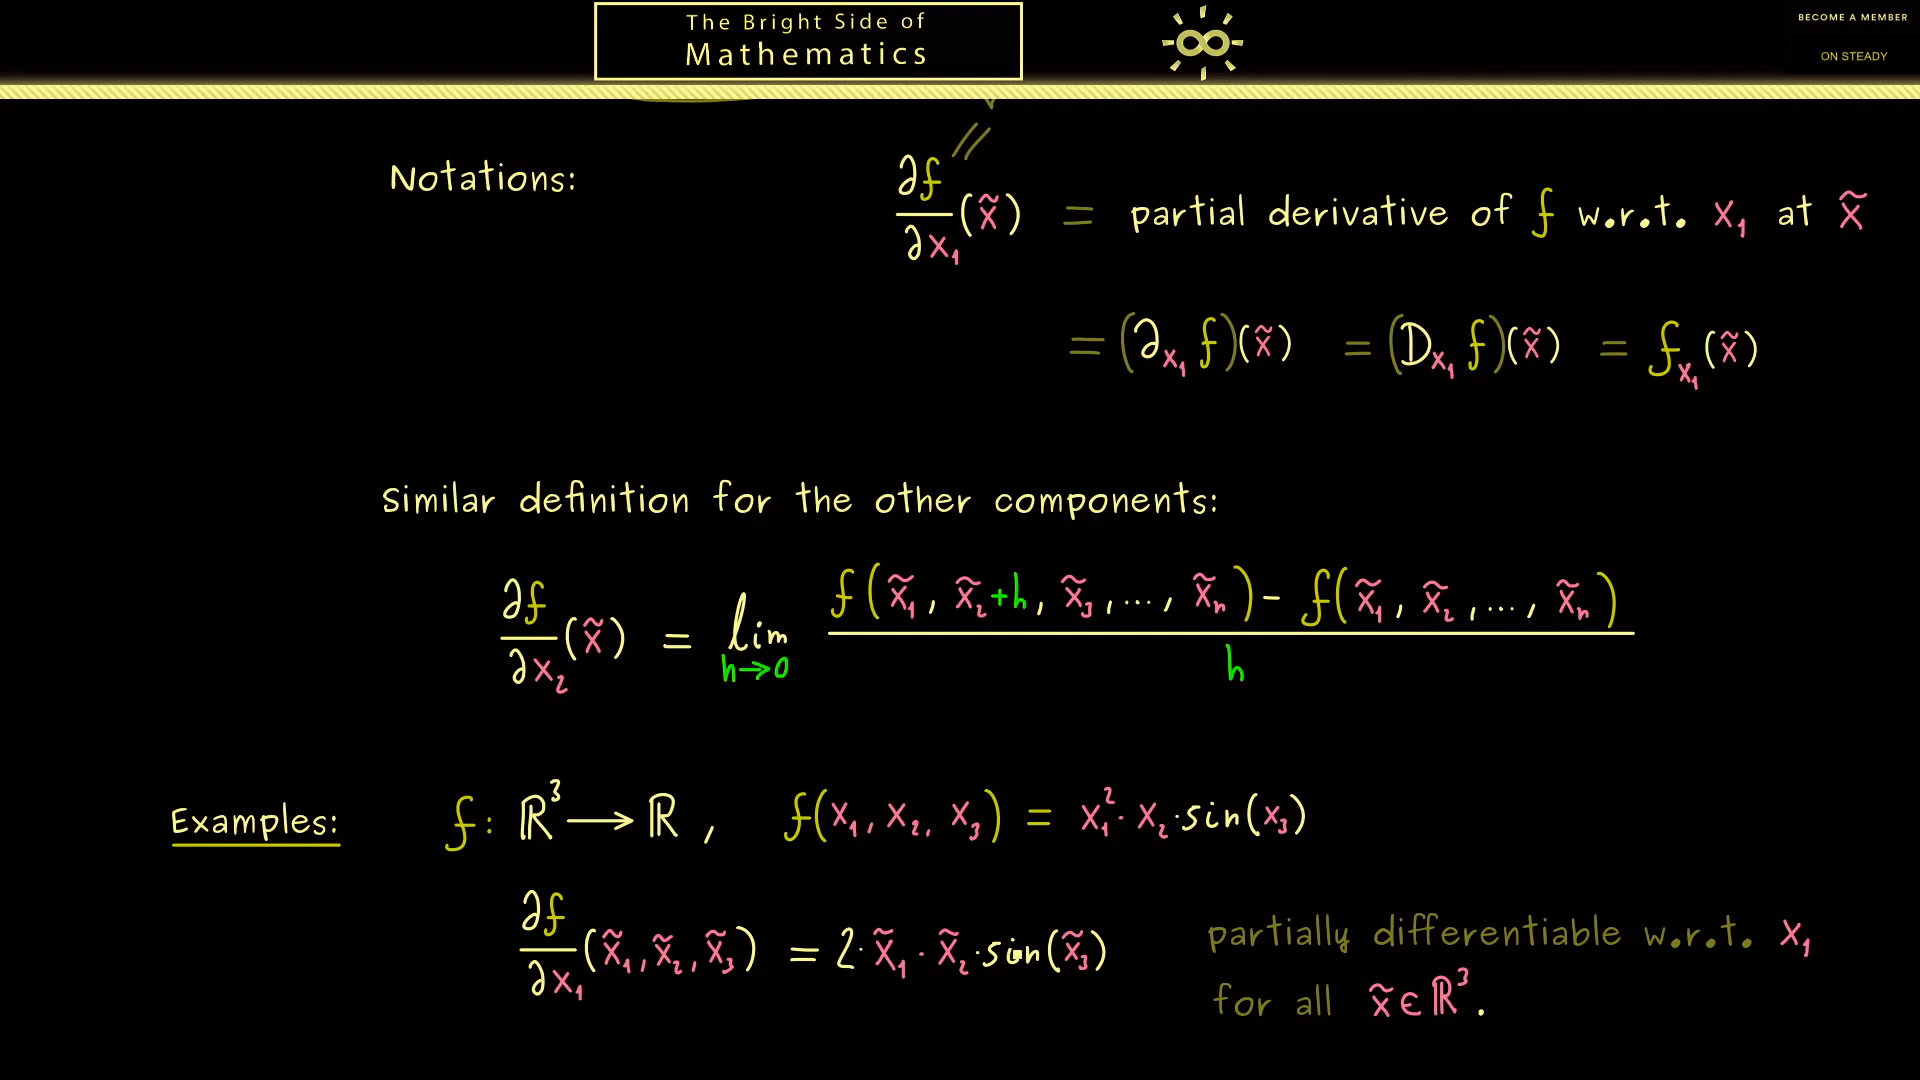 The Bright Side of
Mathematics
BECOME A MEMBER
ON STEADY
Notations:
∂f/∂x₁ (x̃) = partial derivative of f w.r.t. x₁ at x̃
= (∂ₓ₁ f)(x̃) = (Dₓ₁ f)(x̃) = fₓ₁(x̃)
Similar definition for the other components:
∂f/∂x₂ (x̃) = lim h→0 f(x̃₁, x̃₂+h, x̃₃, ..., x̃ₙ) - f(x̃₁, x̃₂, ..., x̃ₙ) / h
Examples: f: ℝ³ ⟶ ℝ, f(x₁, x₂, x₃) = x₁² · x₂ · sin(x₃)
∂f/∂x₁ (x̃₁, x̃₂, x̃₃) = 2 · x̃₁ · x̃₂ · sin(x̃₃) partially differentiable w.r.t. x₁
for all x̃ ∈ ℝ³.